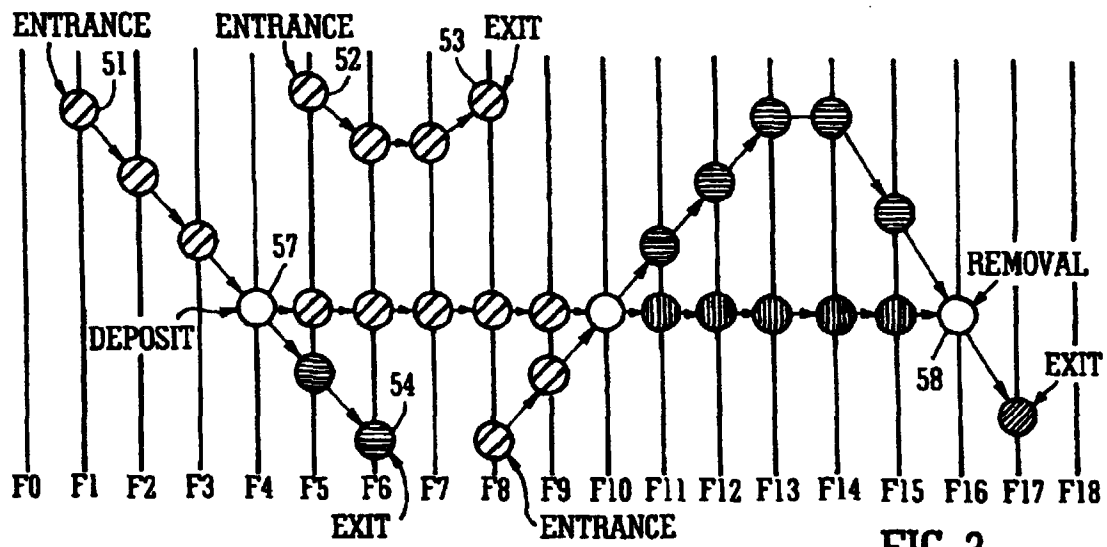 ENTRANCE
ENTRANCE
EXIT
51
52
53
57
DEPOSIT
REMOVAL
58
EXIT
54
F0 F1 F2 F3 F4 F5 F6 F7 F8 F9 F10 F11 F12 F13 F14 F15 F16 F17 F18
EXIT
ENTRANCE